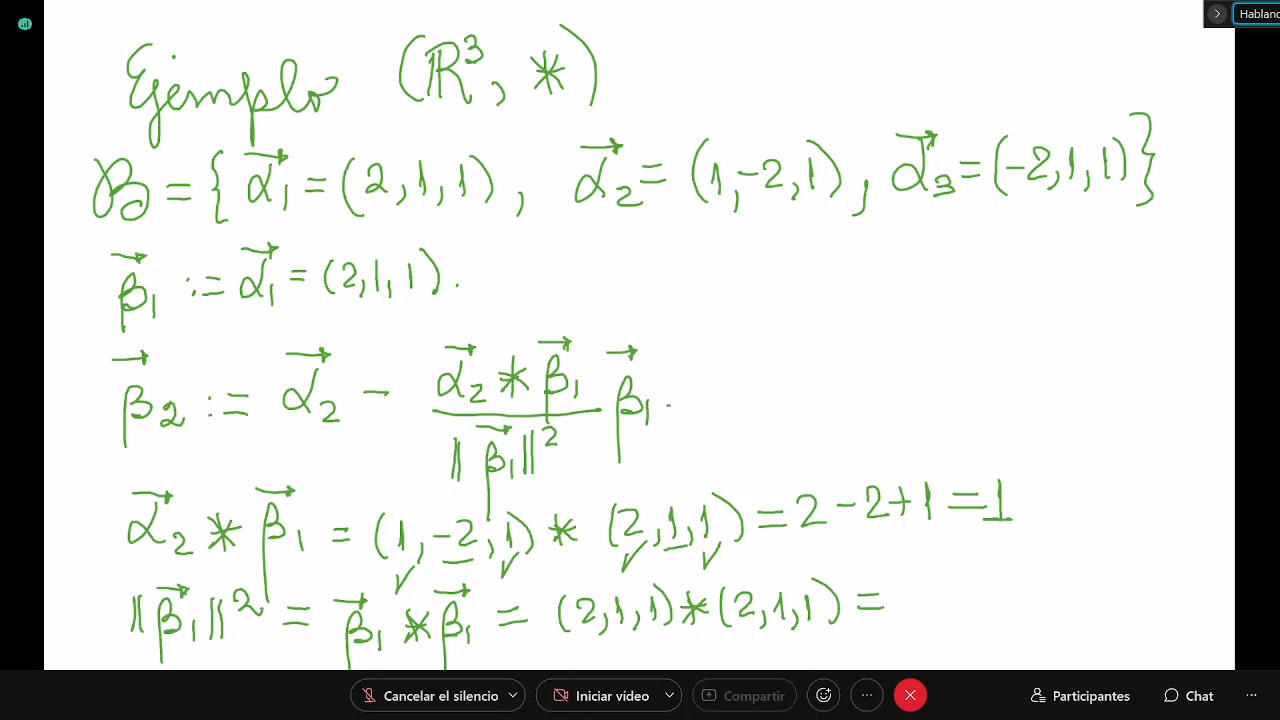 Hablando
Ejemplo (ℝ³, *)
B = { α⃗₁ = (2,1,1), α⃗₂ = (1,-2,1), α⃗₃ = (-2,1,1) }
β⃗₁ := α⃗₁ = (2,1,1).
β⃗₂ := α⃗₂ - (α⃗₂ * β⃗₁)/(‖β⃗₁‖²) β⃗₁.
α⃗₂ * β⃗₁ = (1,-2,1) * (2,1,1) = 2-2+1 = 1
‖β⃗₁‖² = β⃗₁ * β⃗₁ = (2,1,1) * (2,1,1) =
Cancelar el silencio Iniciar vídeo Compartir Participantes Chat